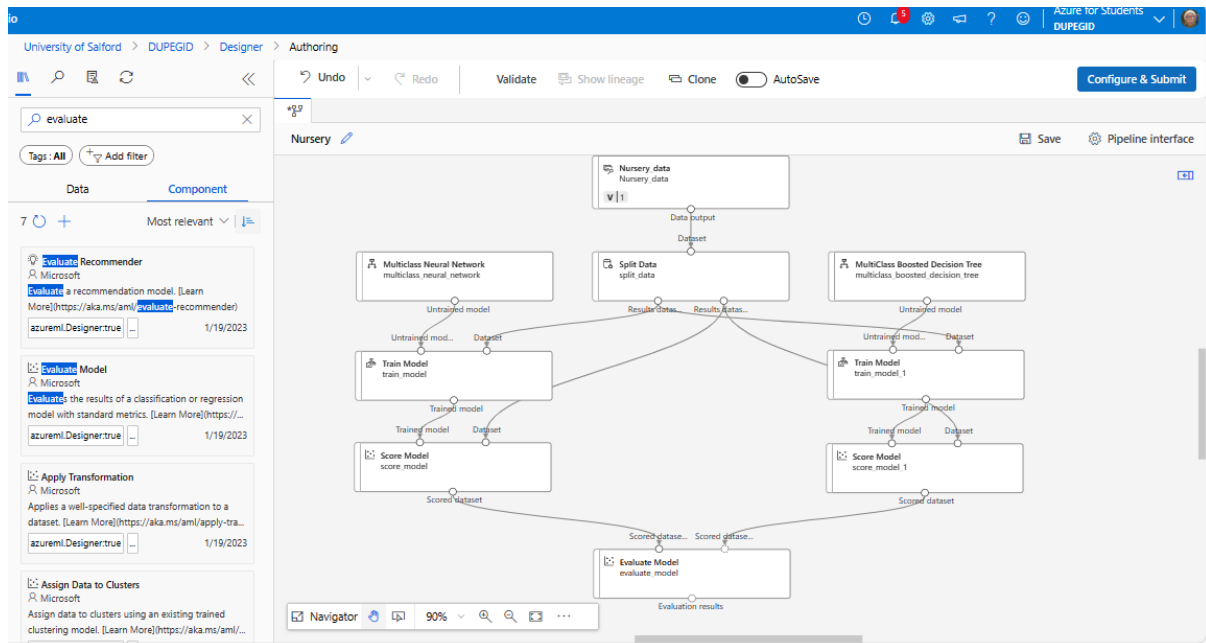 io
5
Azure for Students
DUPEGID
University of Salford > DUPEGID > Designer > Authoring
Undo
Redo
Validate
Show lineage
Clone
AutoSave
Configure & Submit
evaluate
Tags : All
Add filter
Data
Component
7
Most relevant
Evaluate Recommender
Microsoft
Evaluate a recommendation model. [Learn
More](https://aka.ms/aml/evaluate-recommender)
azureml.Designer:true
...
1/19/2023
Evaluate Model
Microsoft
Evaluates the results of a classification or regression
model with standard metrics. [Learn More](https://...
azureml.Designer:true
...
1/19/2023
Apply Transformation
Microsoft
Applies a well-specified data transformation to a
dataset. [Learn More](https://aka.ms/aml/apply-tra...
azureml.Designer:true
...
1/19/2023
Assign Data to Clusters
Microsoft
Assign data to clusters using an existing trained
clustering model. [Learn More](https://aka.ms/aml/...
Nursery
Save
Pipeline interface
Nursery_data
Nursery_data
V 1
Data output
Dataset
Multiclass Neural Network
multiclass_neural_network
Untrained model
Split Data
split_data
Results datas...
Results datas...
MultiClass Boosted Decision Tree
multiclass_boosted_decision_tree
Untrained model
Untrained mod...
Dataset
Train Model
train_model
Trained model
Untrained mod...
Dataset
Train Model
train_model_1
Trained model
Trained model
Dataset
Score Model
score_model
Scored dataset
Trained model
Dataset
Score Model
score_model_1
Scored dataset
Scored datase...
Scored datase...
Evaluate Model
evaluate_model
Evaluation results
Navigator
90%
...